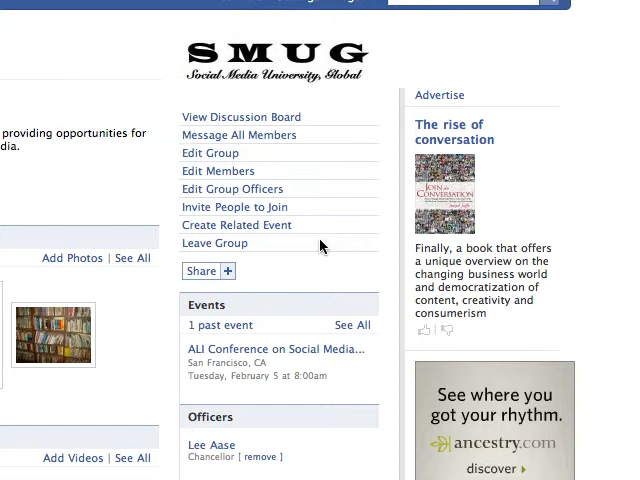 SMUG
Social Media University, Global
providing opportunities for
dia.
Add Photos | See All
Add Videos | See All
View Discussion Board
Message All Members
Edit Group
Edit Members
Edit Group Officers
Invite People to Join
Create Related Event
Leave Group
Share +
Events
1 past event See All
ALI Conference on Social Media...
San Francisco, CA
Tuesday, February 5 at 8:00am
Officers
Lee Aase
Chancellor [ remove ]
Advertise
The rise of
conversation
JOIN the
CONVERSATION
Finally, a book that offers
a unique overview on the
changing business world
and democratization of
content, creativity and
consumerism
See where you
got your rhythm.
ancestry.com
discover